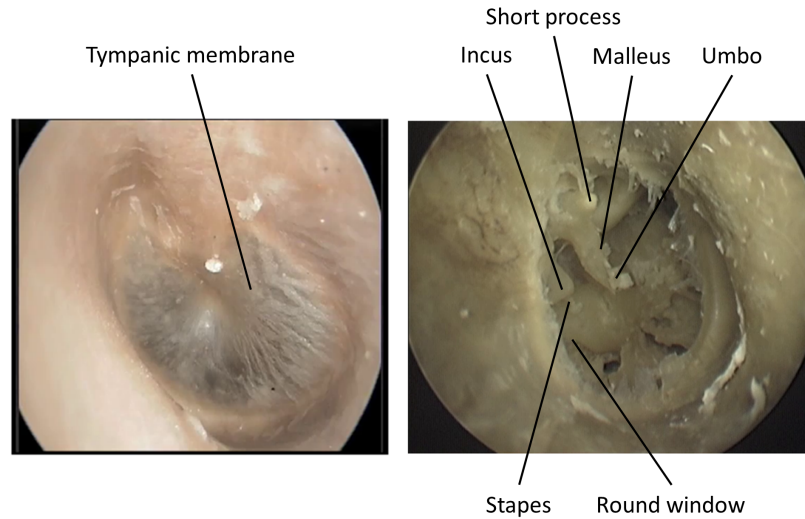 Short process
Tympanic membrane
Incus
Malleus
Umbo
Stapes
Round window